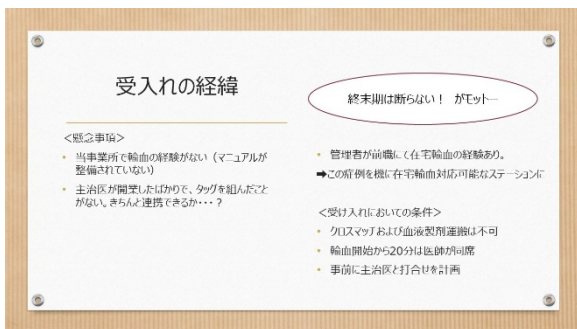 受入れの経緯
<懸念事項>
• 当事業所で輸血の経験がない（マニュアルが
整備されていない）
• 主治医が開業したばかりで、タッグを組んだこと
がない。きちんと連携できるか・・・？
終末期は断らない！ がモットー
• 管理者が前職にて在宅輸血の経験あり。
➡この症例を機に在宅輸血対応可能なステーションに
<受け入れにおいての条件>
• クロスマッチおよび血液製剤運搬は不可
• 輸血開始から20分は医師が同席
• 事前に主治医と打合せを計画